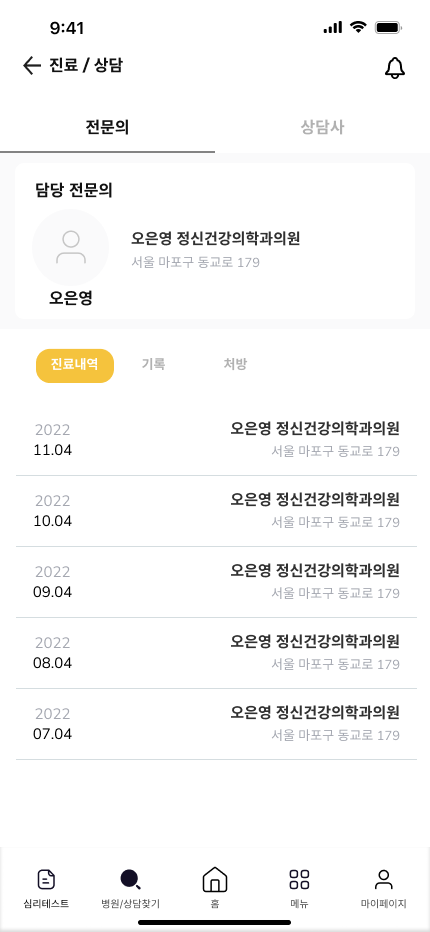 9:41
진료 / 상담
전문의
상담사
담당 전문의
오은영 정신건강의학과의원
서울 마포구 동교로 179
오은영
진료내역
기록
처방
2022
11.04
오은영 정신건강의학과의원
서울 마포구 동교로 179
2022
10.04
오은영 정신건강의학과의원
서울 마포구 동교로 179
2022
09.04
오은영 정신건강의학과의원
서울 마포구 동교로 179
2022
08.04
오은영 정신건강의학과의원
서울 마포구 동교로 179
2022
07.04
오은영 정신건강의학과의원
서울 마포구 동교로 179
심리테스트
병원/상담찾기
홈
메뉴
마이페이지